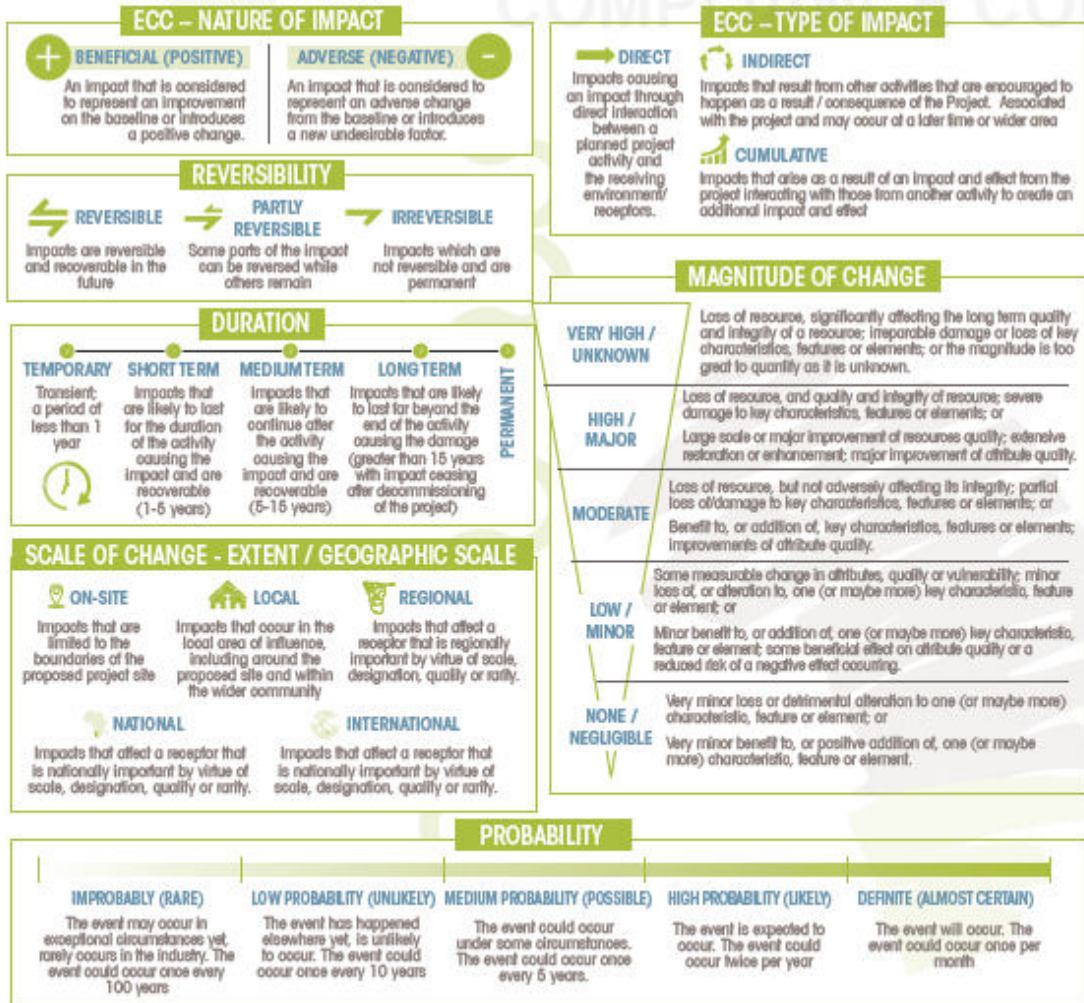 COMPLIANCE CO
ECC – NATURE OF IMPACT
BENEFICIAL (POSITIVE)
An impact that is considered
to represent an improvement
on the baseline or introduces
a positive change.
ADVERSE (NEGATIVE)
An impact that is considered to
represent an adverse change
from the baseline or introduces
a new undesirable factor.
ECC – TYPE OF IMPACT
DIRECT
Impacts causing
an impact through
direct interaction
between a
planned project
activity and
the receiving
environment/
receptors.
INDIRECT
Impacts that result from other activities that are encouraged to
happen as a result / consequence of the Project. Associated
with the project and may occur at a later time or wider area
CUMULATIVE
Impacts that arise as a result of an impact and effect from the
project interacting with those from another activity to create an
additional impact and effect
REVERSIBILITY
REVERSIBLE
Impacts are reversible
and recoverable in the
future
PARTLY
REVERSIBLE
Some parts of the impact
can be reversed while
others remain
IRREVERSIBLE
Impacts which are
not reversible and are
permanent
DURATION
TEMPORARY
Transient;
a period of
less than 1
year
SHORT TERM
Impacts that
are likely to last
for the duration
of the activity
causing the
impact and are
recoverable
(1-5 years)
MEDIUM TERM
Impacts that
are likely to
continue after
the activity
causing the
impact and are
recoverable
(5-15 years)
LONG TERM
Impacts that are likely
to last far beyond the
end of the activity
causing the damage
(greater than 15 years
with impact ceasing
after decommissioning
of the project)
PERMANENT
MAGNITUDE OF CHANGE
VERY HIGH /
UNKNOWN
Loss of resource, significantly affecting the long term quality
and integrity of a resource; irreparable damage or loss of key
characteristics, features or elements; or the magnitude is too
great to quantify as it is unknown.
HIGH /
MAJOR
Loss of resource, and quality and integrity of resource; severe
damage to key characteristics, features or elements; or
Large scale or major improvement of resources quality; extensive
restoration or enhancement; major improvement of attribute quality.
MODERATE
Loss of resource, but not adversely affecting its integrity; partial
loss of/damage to key characteristics, features or elements; or
Benefit to, or addition of, key characteristics, features or elements;
improvements of attribute quality.
LOW /
MINOR
Some measurable change in attributes, quality or vulnerability; minor
loss of, or alteration to, one (or maybe more) key characteristic, feature
or element; or
Minor benefit to, or addition of, one (or maybe more) key characteristic,
feature or element; some beneficial effect on attribute quality or a
reduced risk of a negative effect occurring.
NONE /
NEGLIGIBLE
Very minor loss or detrimental alteration to one (or maybe more)
characteristic, feature or element; or
Very minor benefit to, or positive addition of, one (or maybe
more) characteristic, feature or element.
SCALE OF CHANGE - EXTENT / GEOGRAPHIC SCALE
ON-SITE
Impacts that are
limited to the
boundaries of the
proposed project site
LOCAL
Impacts that occur in the
local area of influence,
including around the
proposed site and within
the wider community
REGIONAL
Impacts that affect a
receptor that is regionally
important by virtue of scale,
designation, quality or rarity.
NATIONAL
Impacts that affect a receptor that
is nationally important by virtue of
scale, designation, quality or rarity.
INTERNATIONAL
Impacts that affect a receptor that
is nationally important by virtue of
scale, designation, quality or rarity.
PROBABILITY
IMPROBABLY (RARE)
The event may occur in
exceptional circumstances yet,
rarely occurs in the industry. The
event could occur once every
100 years
LOW PROBABILITY (UNLIKELY)
The event has happened
elsewhere yet, is unlikely
to occur. The event could
occur once every 10 years
MEDIUM PROBABILITY (POSSIBLE)
The event could occur
under some circumstances.
The event could occur once
every 5 years.
HIGH PROBABILITY (LIKELY)
The event is expected to
occur. The event could
occur twice per year
DEFINITE (ALMOST CERTAIN)
The event will occur. The
event could occur once per
month